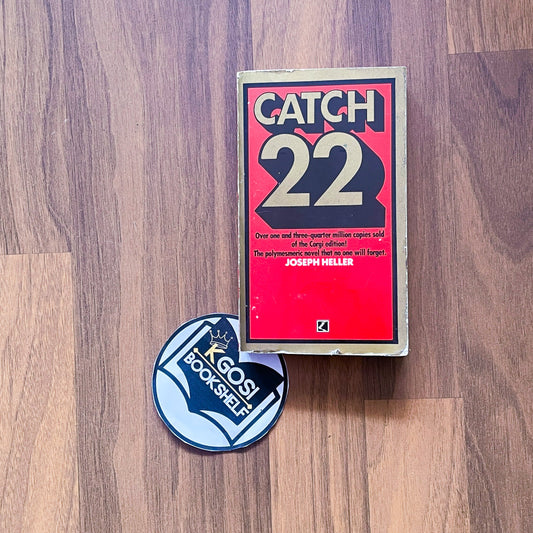 CATCH
22
Over one and three-quarter million copies sold
of the Corgi edition!
The polymesmeric novel that no one will forget.
JOSEPH HELLER
KGOSI
BOOKSHELF